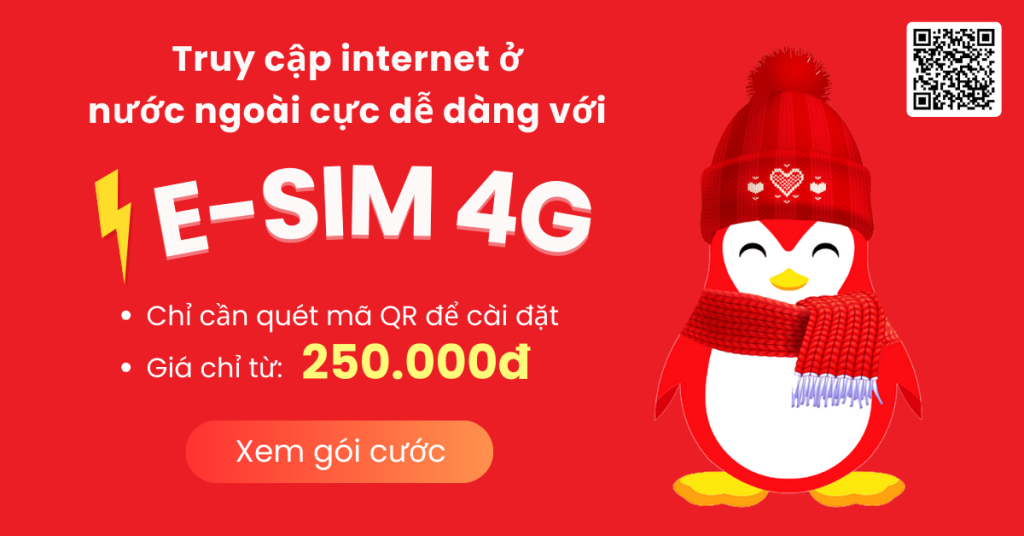 Truy cập internet ở
nước ngoài cực dễ dàng với
E-SIM 4G
• Chỉ cần quét mã QR để cài đặt
• Giá chỉ từ: 250.000đ
Xem gói cước